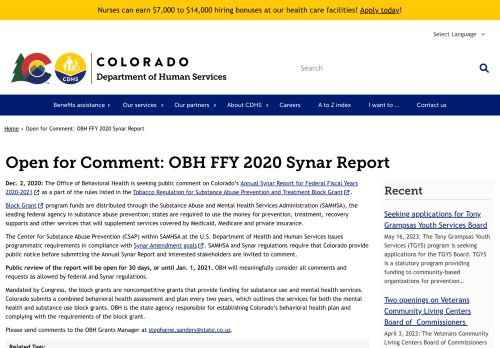 Nurses can earn $7,000 to $14,000 hiring bonuses at our health care facilities! Apply today!
Select Language
CDHS
COLORADO
Department of Human Services
Search
Benefits assistance
Our services
Our partners
About CDHS
Careers
A to Z index
I want to ...
Contact us
Home › Open for Comment: OBH FFY 2020 Synar Report
Open for Comment: OBH FFY 2020 Synar Report
Dec. 2, 2020: The Office of Behavioral Health is seeking public comment on Colorado's Annual Synar Report for Federal Fiscal Years
2020-2021 as a part of the rules listed in the Tobacco Regulation for Substance Abuse Prevention and Treatment Block Grant .
Block Grant program funds are distributed through the Substance Abuse and Mental Health Services Administration (SAMHSA), the
leading federal agency in substance abuse prevention; states are required to use the money for prevention, treatment, recovery
supports and other services that will supplement services covered by Medicaid, Medicare and private insurance.
The Center for Substance Abuse Prevention (CSAP) within SAMHSA at the U.S. Department of Health and Human Services issues
programmatic requirements in compliance with Synar Amendment goals . SAMHSA and Synar regulations require that Colorado provide
public notice before submitting the Annual Synar Report and interested stakeholders are invited to comment.
Public review of the report will be open for 30 days, or until Jan. 1, 2021. OBH will meaningfully consider all comments and
requests as allowed by federal and Synar regulations.
Mandated by Congress, the block grants are noncompetitive grants that provide funding for substance use and mental health services.
Colorado submits a combined behavioral health assessment and plan every two years, which outlines the services for both the mental
health and substance use block grants. OBH is the state agency responsible for establishing Colorado's behavioral health plan and
complying with the requirements of the block grant.
Please send comments to the OBH Grants Manager at stephanie.sanders@state.co.us.
Related Tags:
Recent
Seeking applications for Tony
Grampsas Youth Services Board
May 16, 2023: The Tony Grampsas Youth
Services (TGYS) program is seeking
applications for the TGYS Board. TGYS
is a statutory program providing
funding to community-based
organizations for prevention...
Two openings on Veterans
Community Living Centers
Board of Commissioners
April 3, 2023: The Veterans Community
Living Centers Board of Commissioners